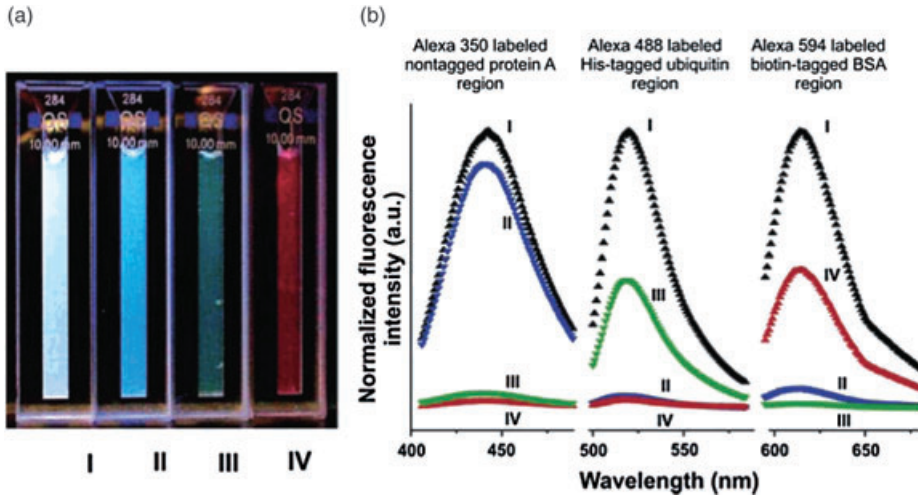 (a)
284
QS
10.00 mm
284
QS
10.00 mm
284
QS
10.00 mm
284
QS
10.00 mm
I II III IV
(b)
Alexa 350 labeled
nontagged protein A
region
Alexa 488 labeled
His-tagged ubiquitin
region
Alexa 594 labeled
biotin-tagged BSA
region
Normalized fluorescence
intensity (a.u.)
I
II
III
IV
I
III
II
IV
I
IV
II
III
400 450 500 550 600 650
Wavelength (nm)